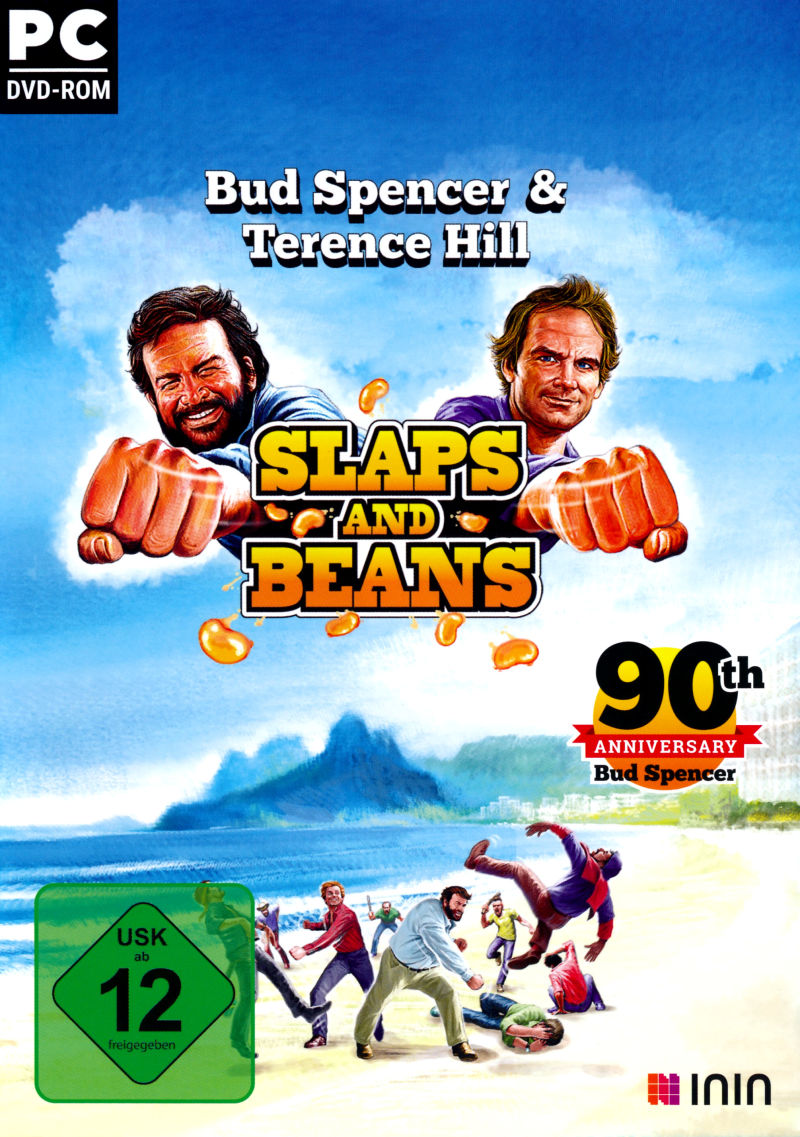 PC
DVD-ROM
Bud Spencer &
Terence Hill
SLAPS
AND
BEANS
90th
ANNIVERSARY
Bud Spencer
USK
ab
12
freigegeben
ININ